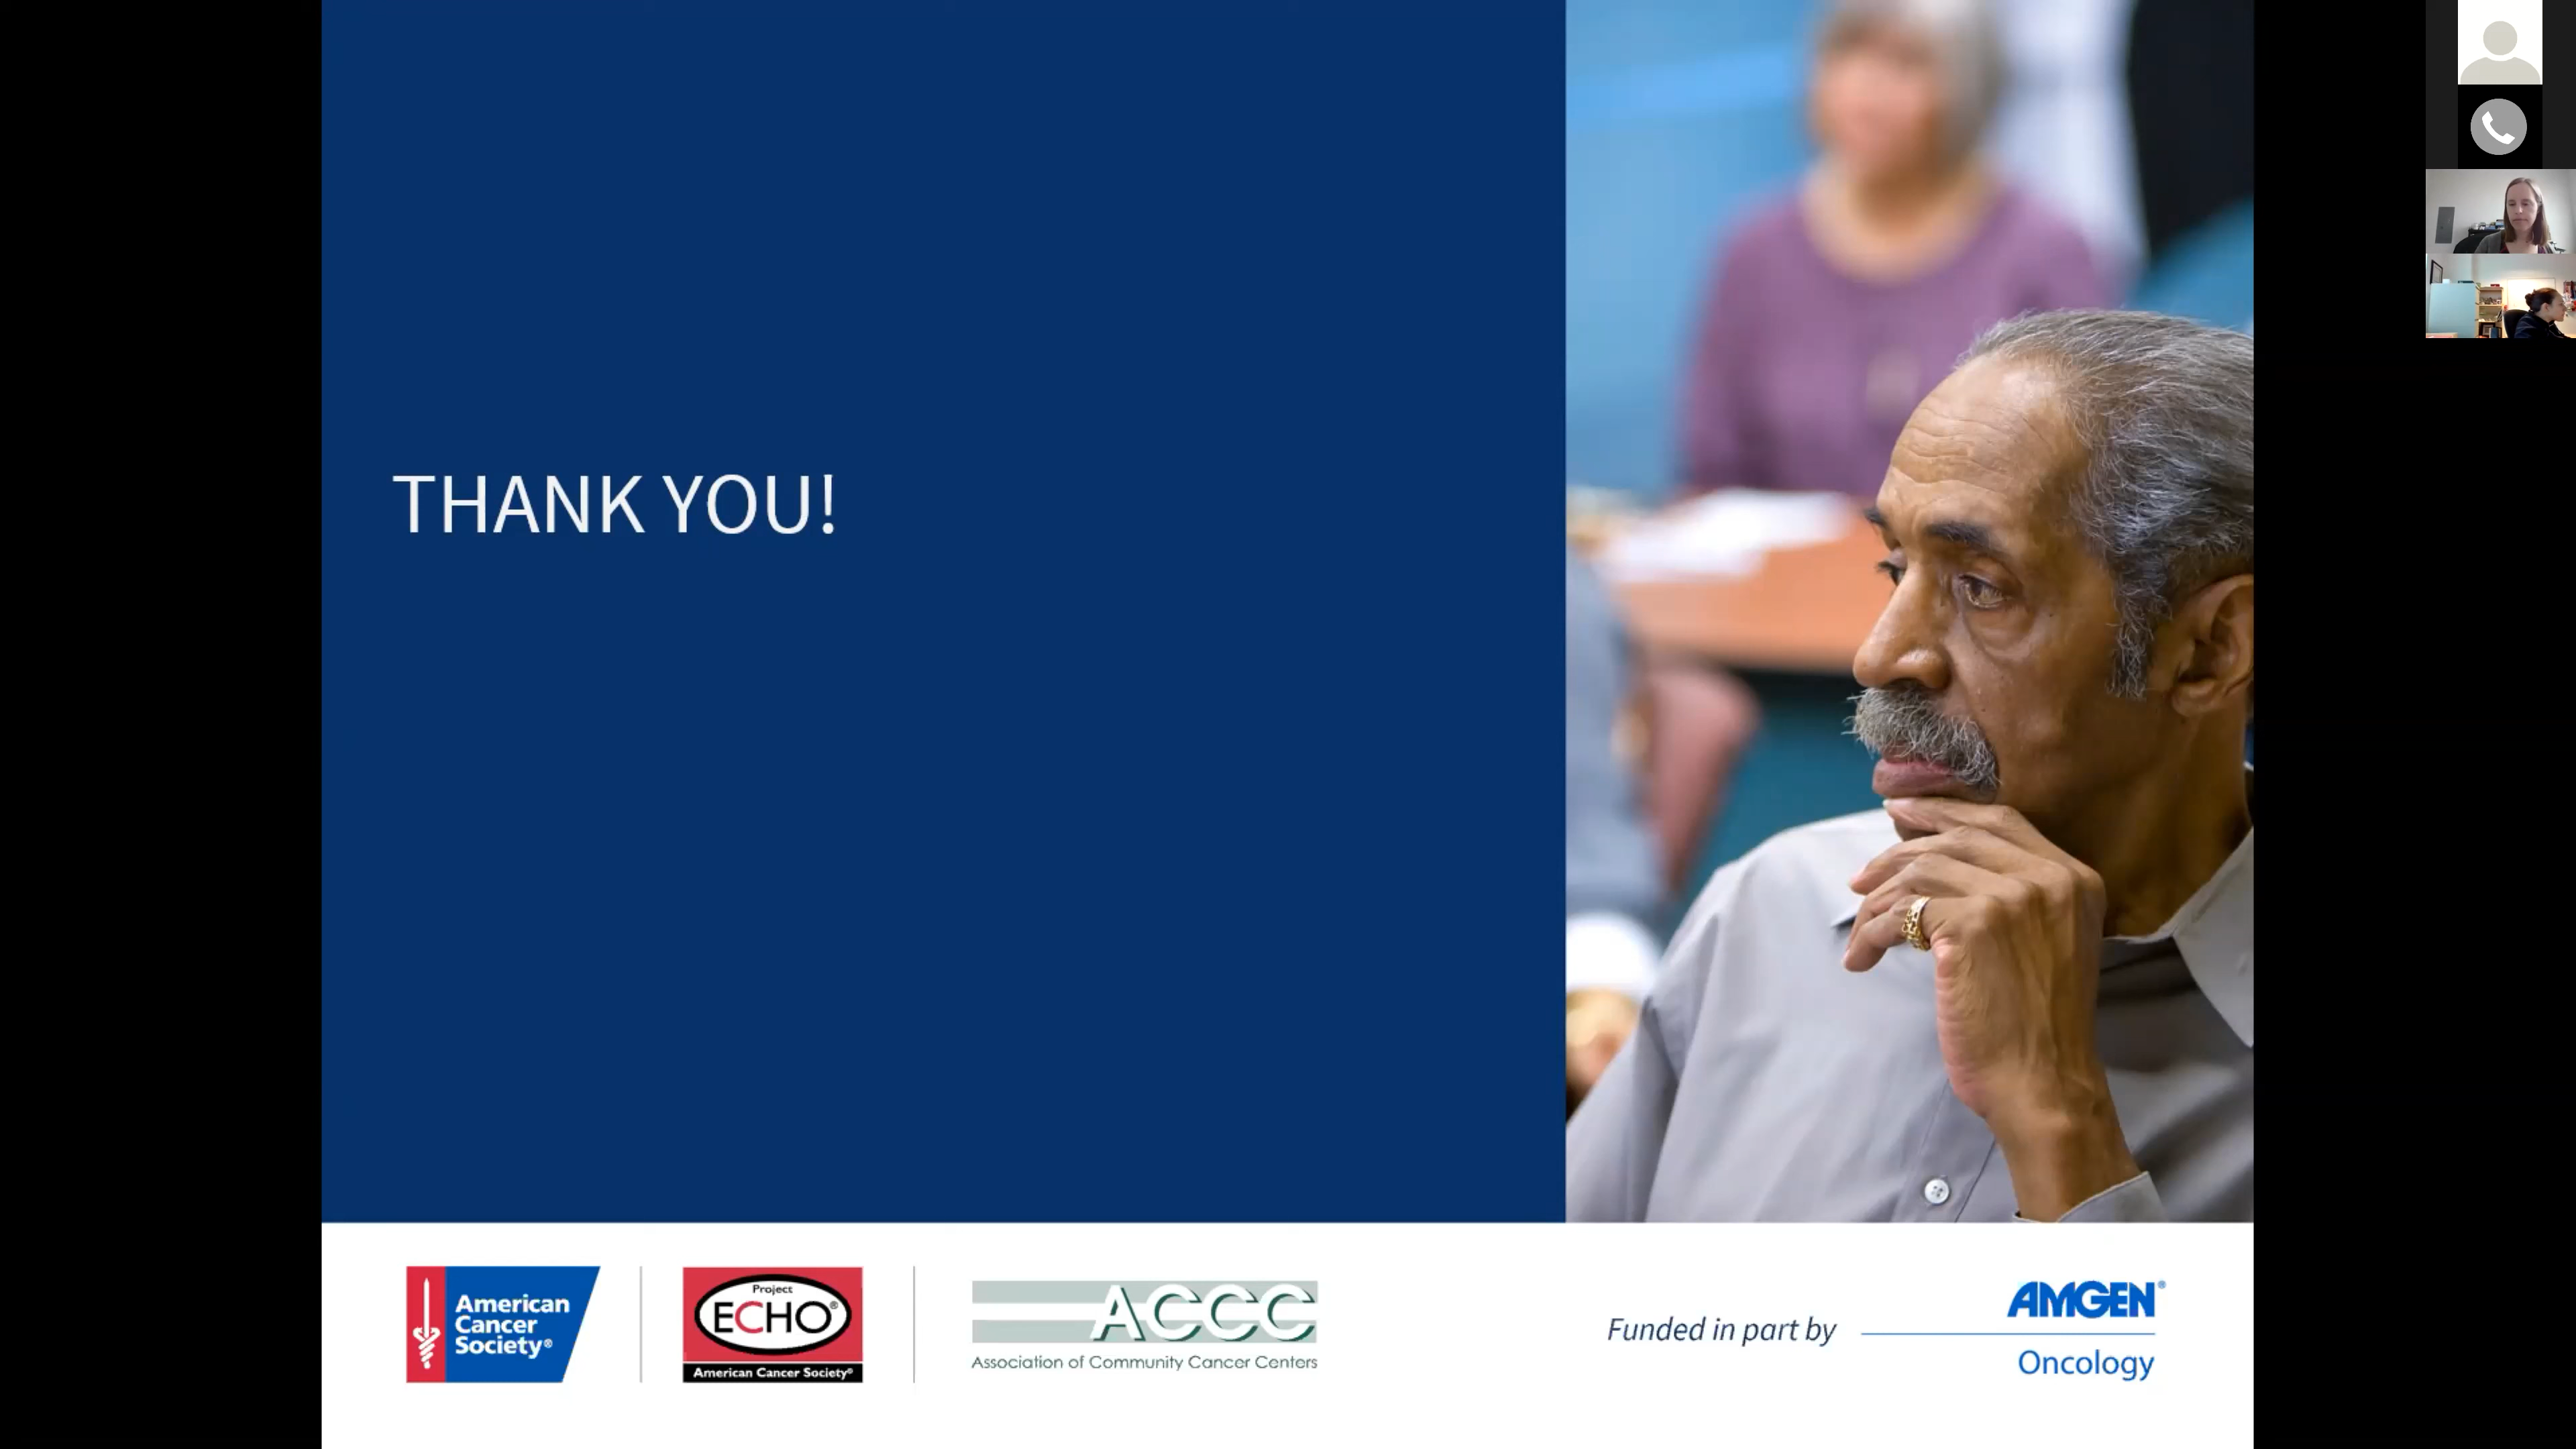 THANK YOU!
American
Cancer
Society®
Project
ECHO®
American Cancer Society®
ACCC
Association of Community Cancer Centers
Funded in part by
AMGEN®
Oncology